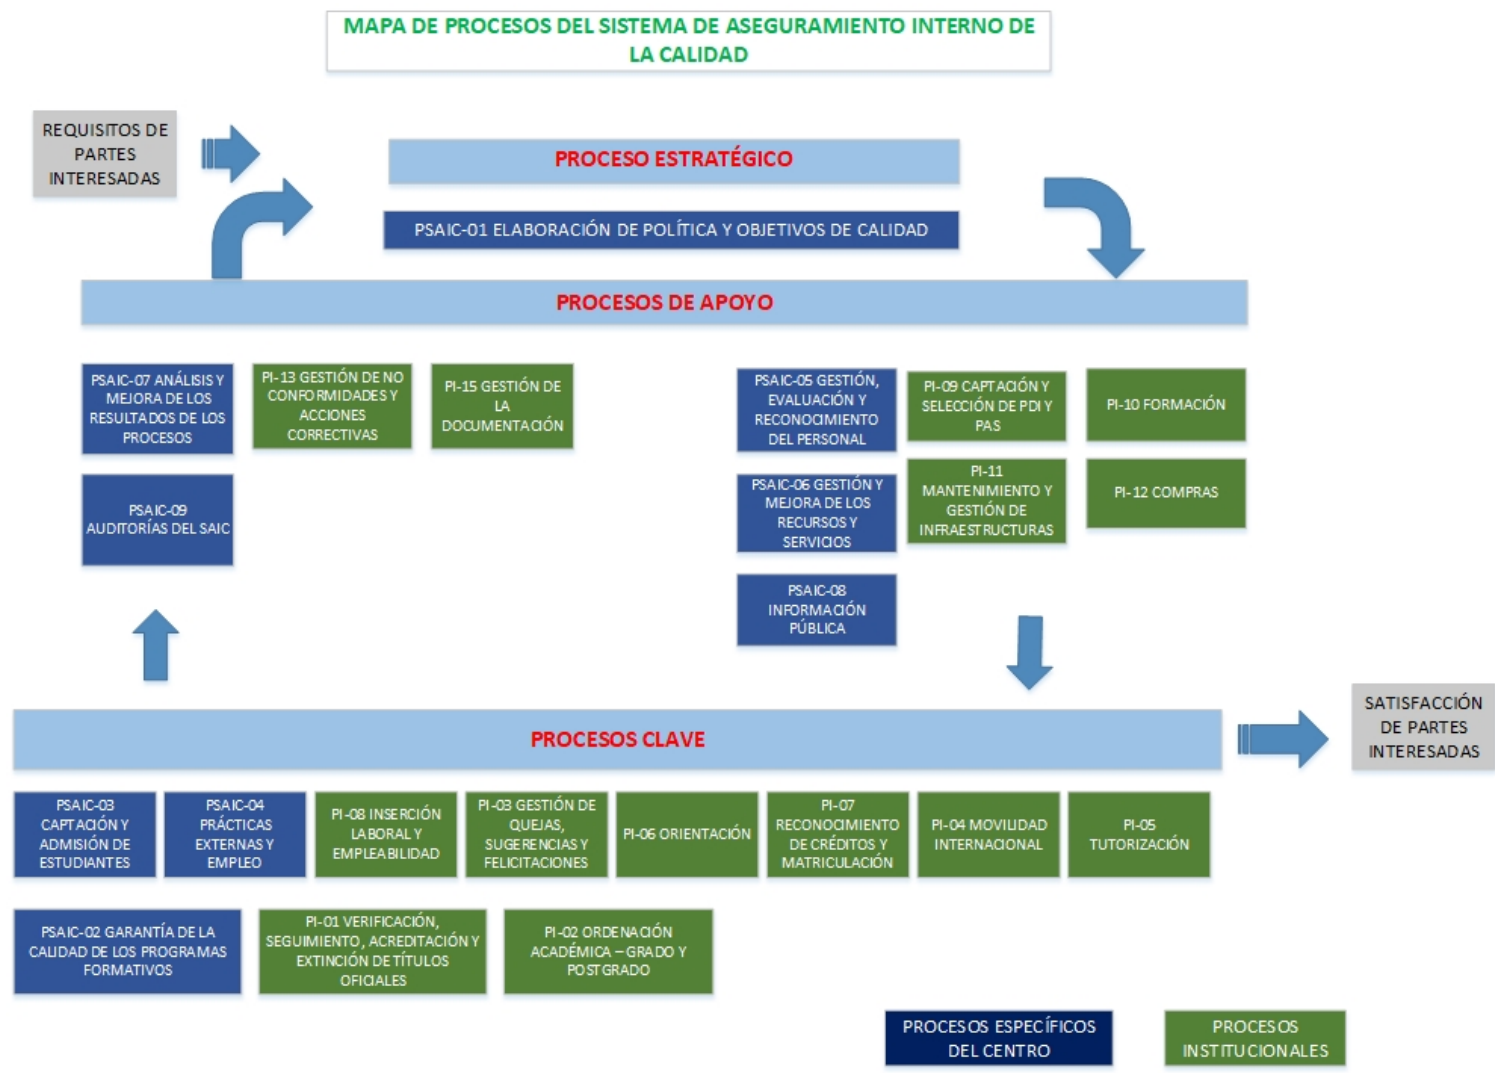 MAPA DE PROCESOS DEL SISTEMA DE ASEGURAMIENTO INTERNO DE
LA CALIDAD
REQUISITOS DE
PARTES
INTERESADAS
PROCESO ESTRATÉGICO
PSAIC-01 ELABORACIÓN DE POLÍTICA Y OBJETIVOS DE CALIDAD
PROCESOS DE APOYO
PSAIC-07 ANÁLISIS Y
MEJORA DE LOS
RESULTADOS DE LOS
PROCESOS
PI-13 GESTIÓN DE NO
CONFORMIDADES Y
ACCIONES
CORRECTIVAS
PI-15 GESTIÓN DE
LA
DOCUMENTACIÓN
PSAIC-05 GESTIÓN,
EVALUACIÓN Y
RECONOCIMIENTO
DEL PERSONAL
PI-09 CAPTACIÓN Y
SELECCIÓN DE PDI Y
PAS
PI-10 FORMACIÓN
PSAIC-09
AUDITORÍAS DEL SAIC
PSAIC-06 GESTIÓN Y
MEJORA DE LOS
RECURSOS Y
SERVICIOS
PI-11
MANTENIMIENTO Y
GESTIÓN DE
INFRAESTRUCTURAS
PI-12 COMPRAS
PSAIC-08
INFORMACIÓN
PÚBLICA
PROCESOS CLAVE
SATISFACCIÓN
DE PARTES
INTERESADAS
PSAIC-03
CAPTACIÓN Y
ADMISIÓN DE
ESTUDIANTES
PSAIC-04
PRÁCTICAS
EXTERNAS Y
EMPLEO
PI-08 INSERCIÓN
LABORAL Y
EMPLEABILIDAD
PI-03 GESTIÓN DE
QUEJAS,
SUGERENCIAS Y
FELICITACIONES
PI-06 ORIENTACIÓN
PI-07
RECONOCIMIENTO
DE CRÉDITOS Y
MATRICULACIÓN
PI-04 MOVILIDAD
INTERNACIONAL
PI-05
TUTORIZACIÓN
PSAIC-02 GARANTÍA DE LA
CALIDAD DE LOS PROGRAMAS
FORMATIVOS
PI-01 VERIFICACIÓN,
SEGUIMIENTO, ACREDITACIÓN Y
EXTINCIÓN DE TÍTULOS
OFICIALES
PI-02 ORDENACIÓN
ACADÉMICA – GRADO Y
POSTGRADO
PROCESOS ESPECÍFICOS
DEL CENTRO
PROCESOS
INSTITUCIONALES